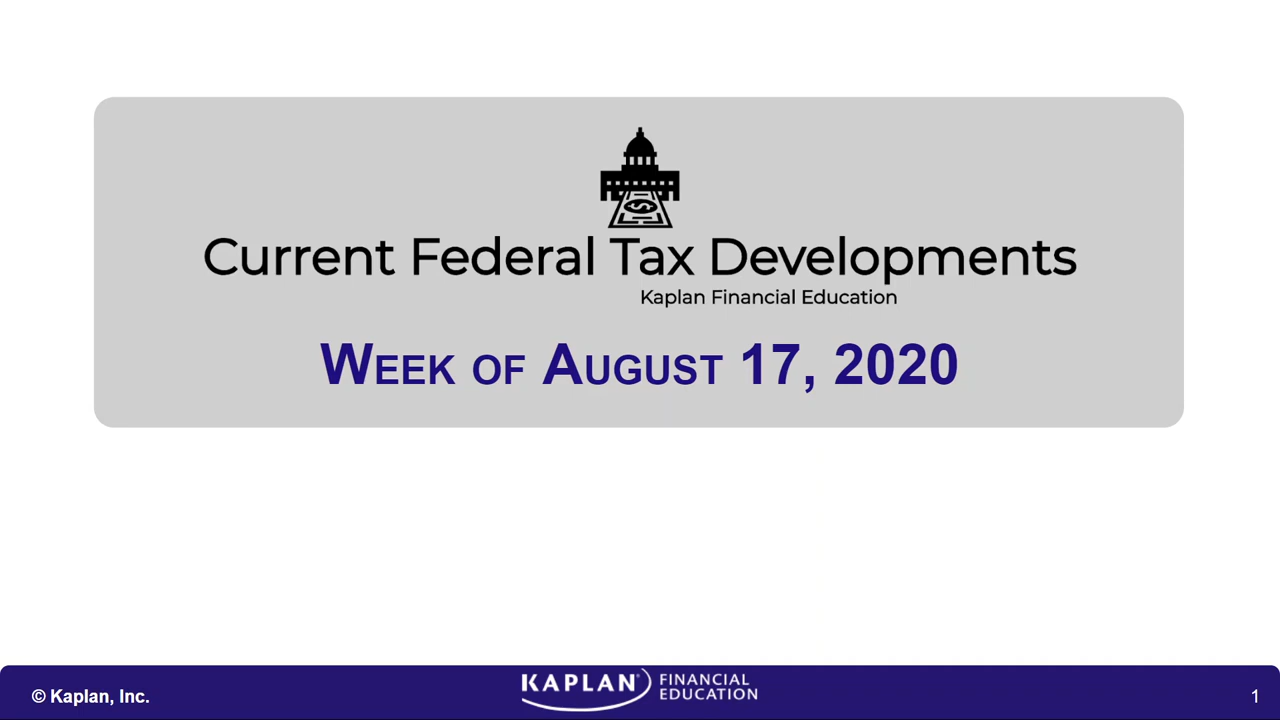 Current Federal Tax Developments
Kaplan Financial Education
WEEK OF AUGUST 17, 2020
© Kaplan, Inc.
KAPLAN® FINANCIAL
EDUCATION
1